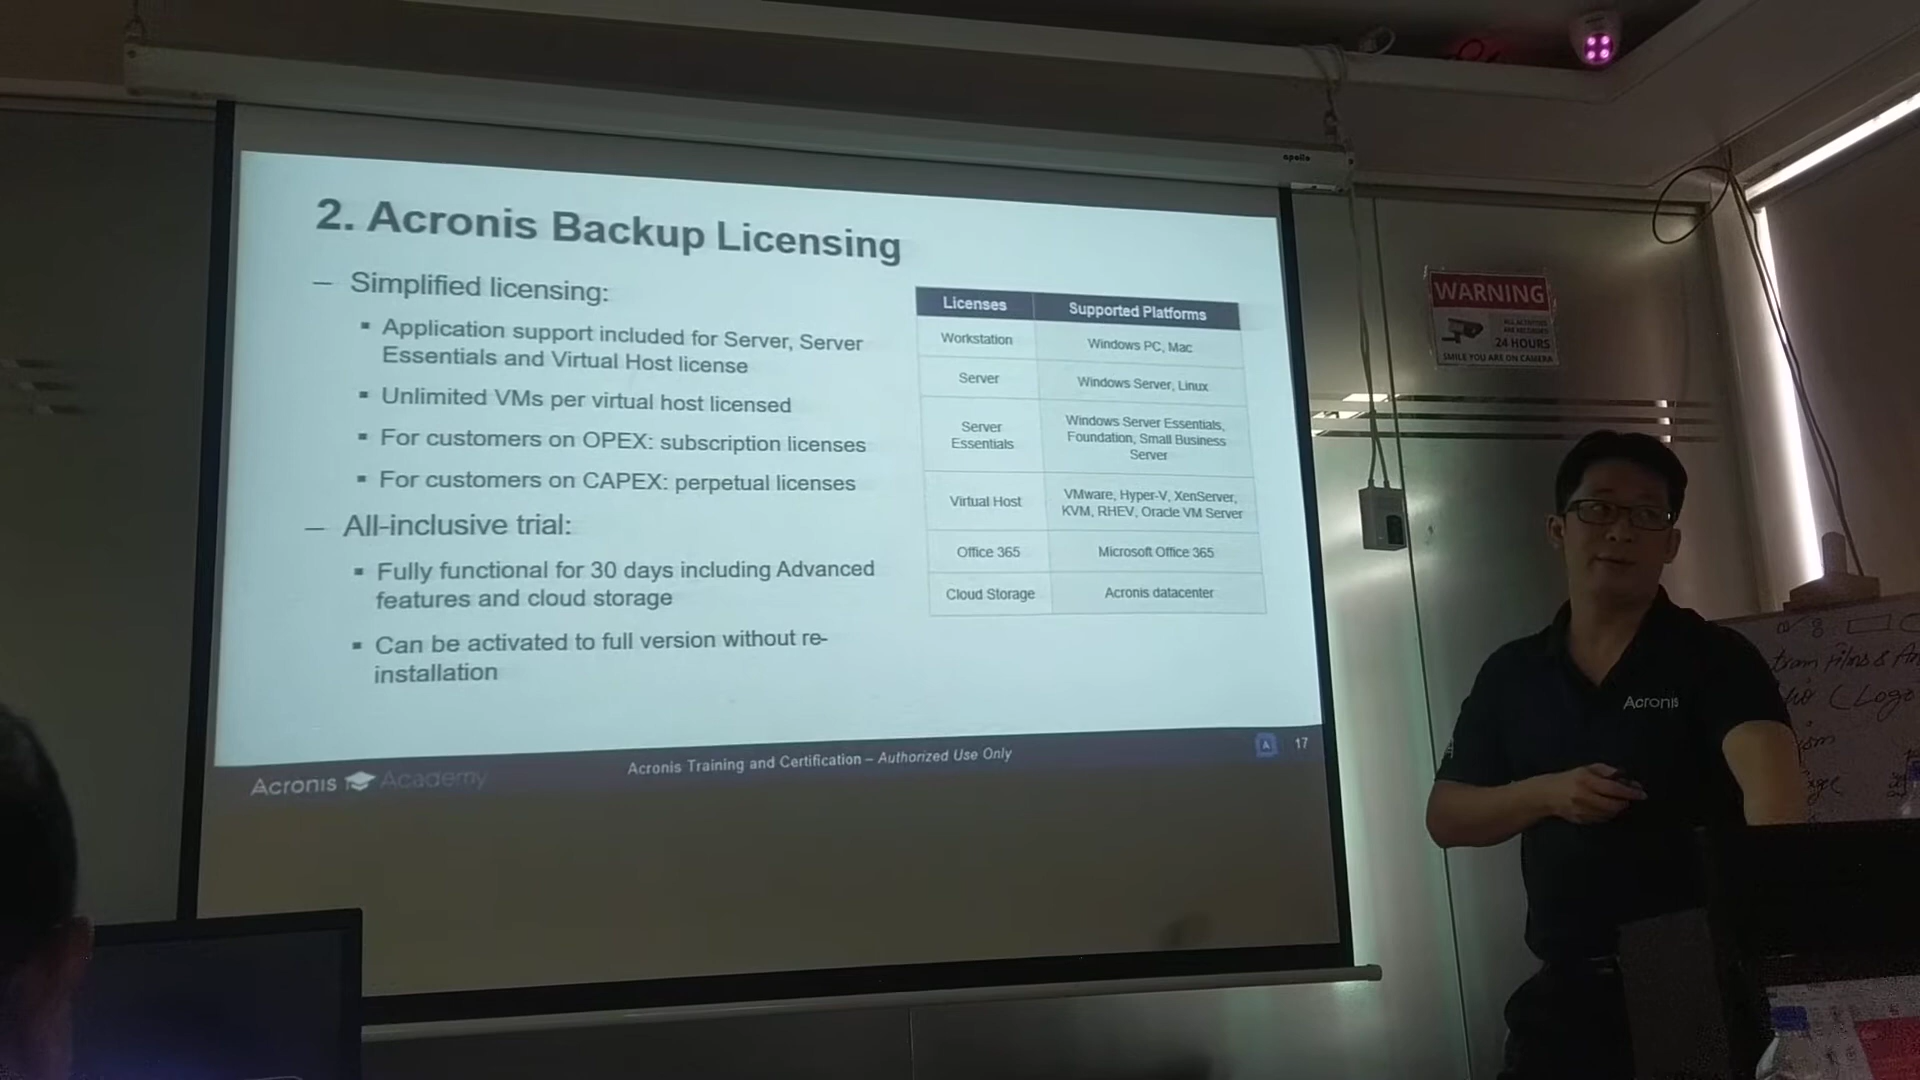 apollo
2. Acronis Backup Licensing
– Simplified licensing:
▪ Application support included for Server, Server
Essentials and Virtual Host license
▪ Unlimited VMs per virtual host licensed
▪ For customers on OPEX: subscription licenses
▪ For customers on CAPEX: perpetual licenses
– All-inclusive trial:
▪ Fully functional for 30 days including Advanced
features and cloud storage
▪ Can be activated to full version without re-
installation
Licenses Supported Platforms
Workstation Windows PC, Mac
Server Windows Server, Linux
Server
Essentials
Windows Server Essentials,
Foundation, Small Business
Server
Virtual Host
VMware, Hyper-V, XenServer,
KVM, RHEV, Oracle VM Server
Office 365 Microsoft Office 365
Cloud Storage Acronis datacenter
Acronis Academy
Acronis Training and Certification – Authorized Use Only
A 17
WARNING
ALL ACTIVITIES
ARE RECORDED
24 HOURS
SMILE YOU ARE ON CAMERA
Acronis
(Logo